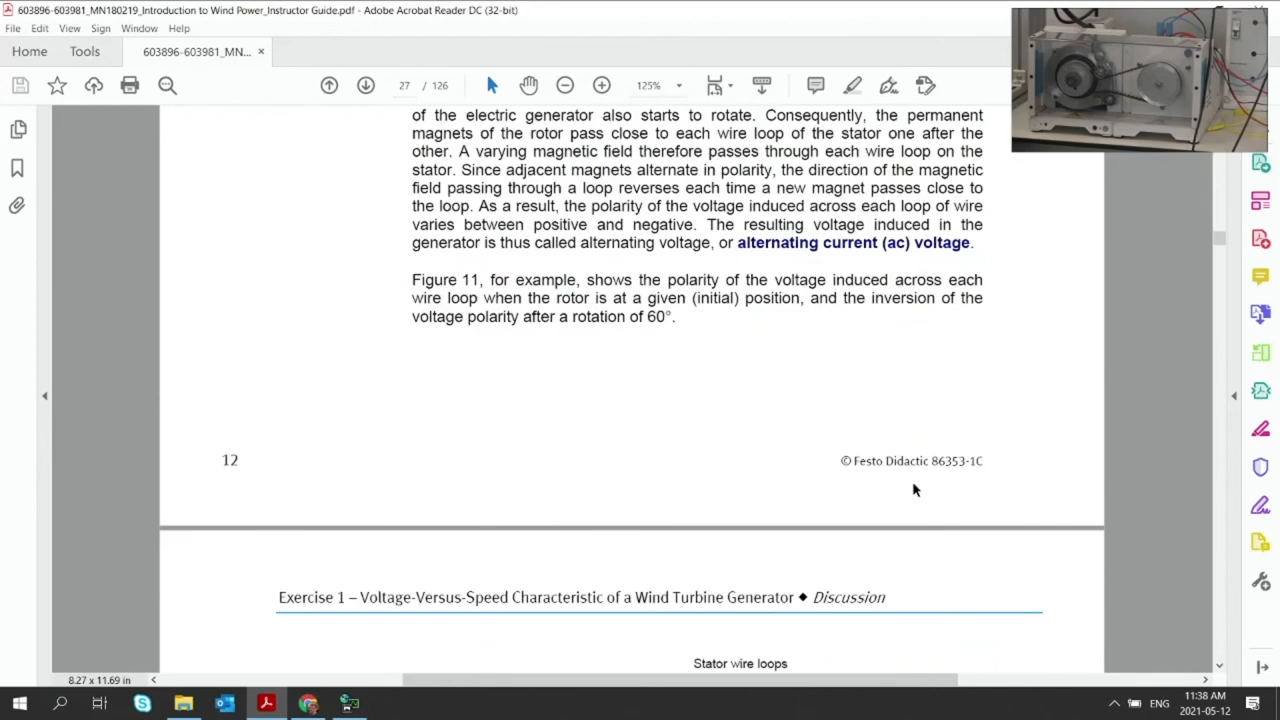 603896-603981_MN180219_Introduction to Wind Power_Instructor Guide.pdf - Adobe Acrobat Reader DC (32-bit)
File Edit View Sign Window Help
Home Tools 603896-603981_MN... ×
27 / 126 125%
of the electric generator also starts to rotate. Consequently, the permanent
magnets of the rotor pass close to each wire loop of the stator one after the
other. A varying magnetic field therefore passes through each wire loop on the
stator. Since adjacent magnets alternate in polarity, the direction of the magnetic
field passing through a loop reverses each time a new magnet passes close to
the loop. As a result, the polarity of the voltage induced across each loop of wire
varies between positive and negative. The resulting voltage induced in the
generator is thus called alternating voltage, or alternating current (ac) voltage.
Figure 11, for example, shows the polarity of the voltage induced across each
wire loop when the rotor is at a given (initial) position, and the inversion of the
voltage polarity after a rotation of 60°.
12 © Festo Didactic 86353-1C
Exercise 1 – Voltage-Versus-Speed Characteristic of a Wind Turbine Generator ◆ Discussion
Stator wire loops
8.27 x 11.69 in
ENG 11:38 AM
2021-05-12